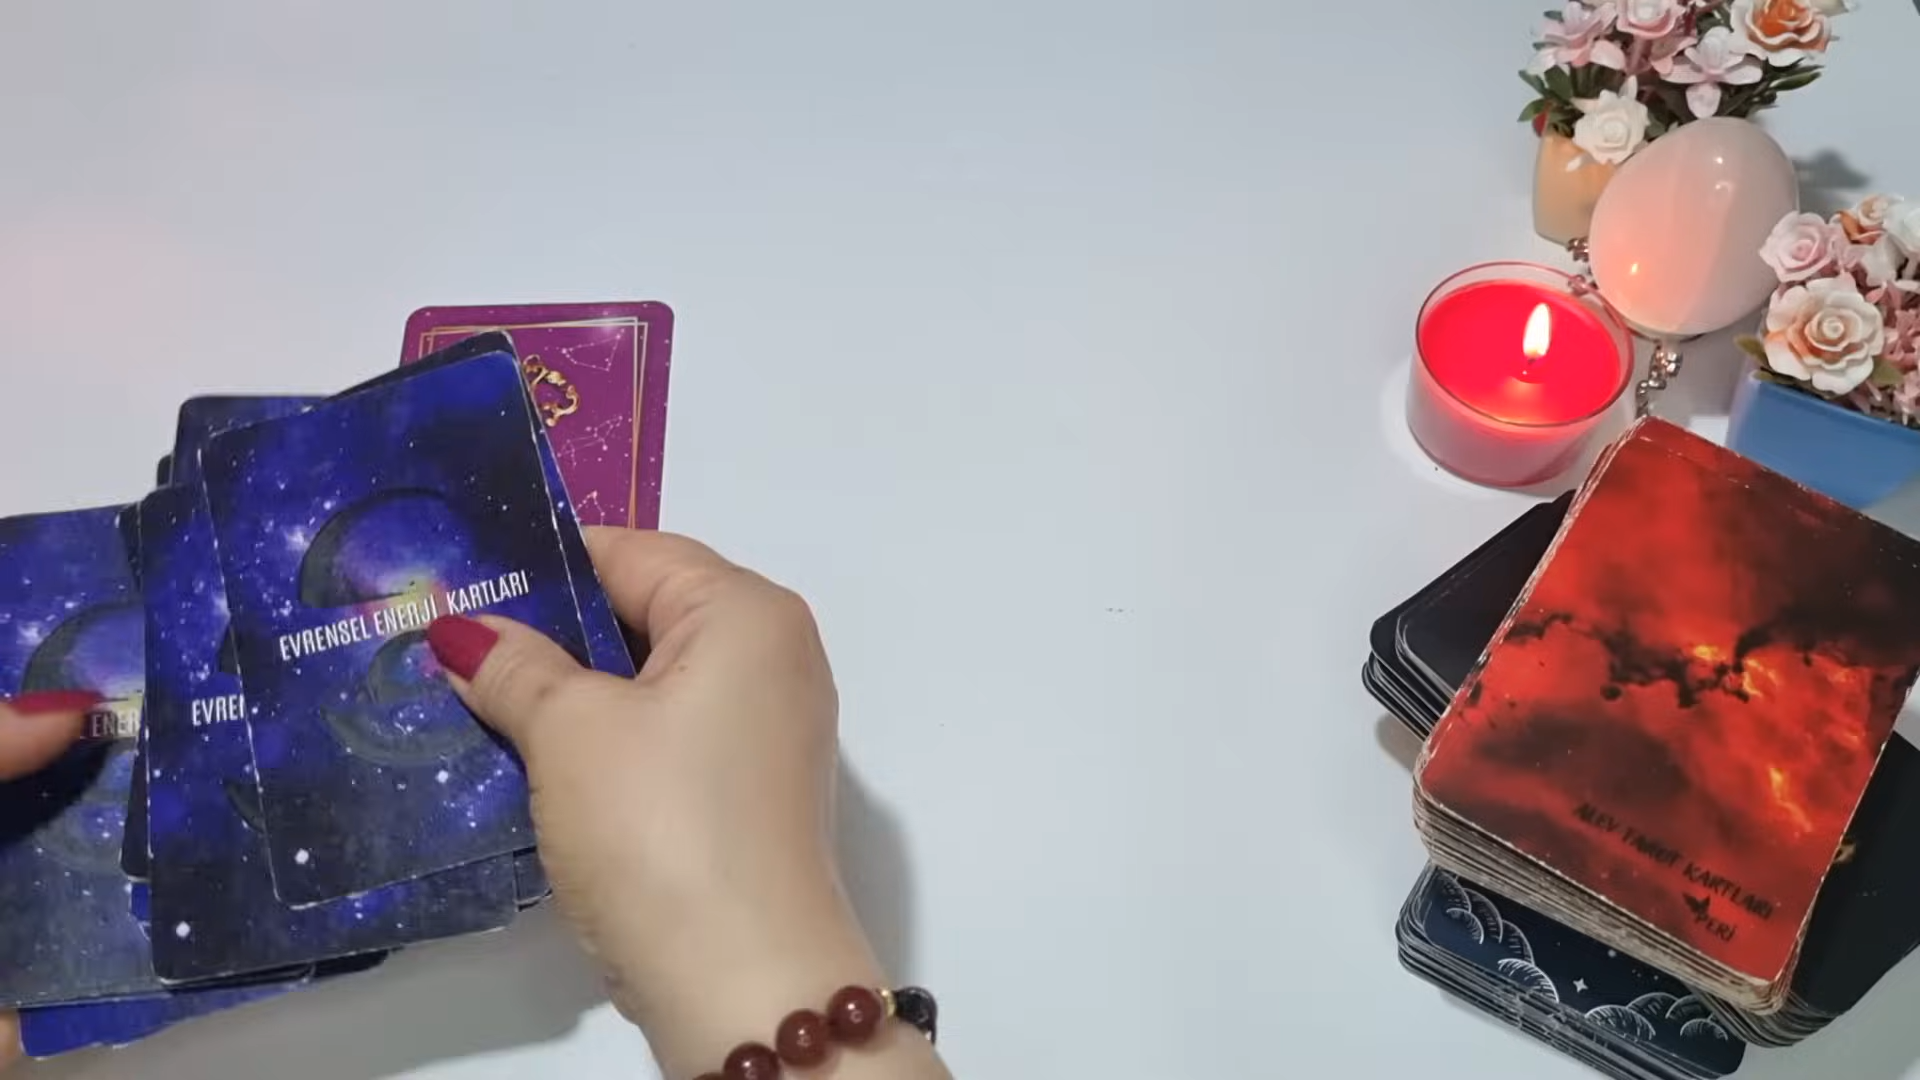 EVRENSEL ENERJİ KARTLARI
EVREN
ENER
ALEV TAROT KARTLARI
PERİ